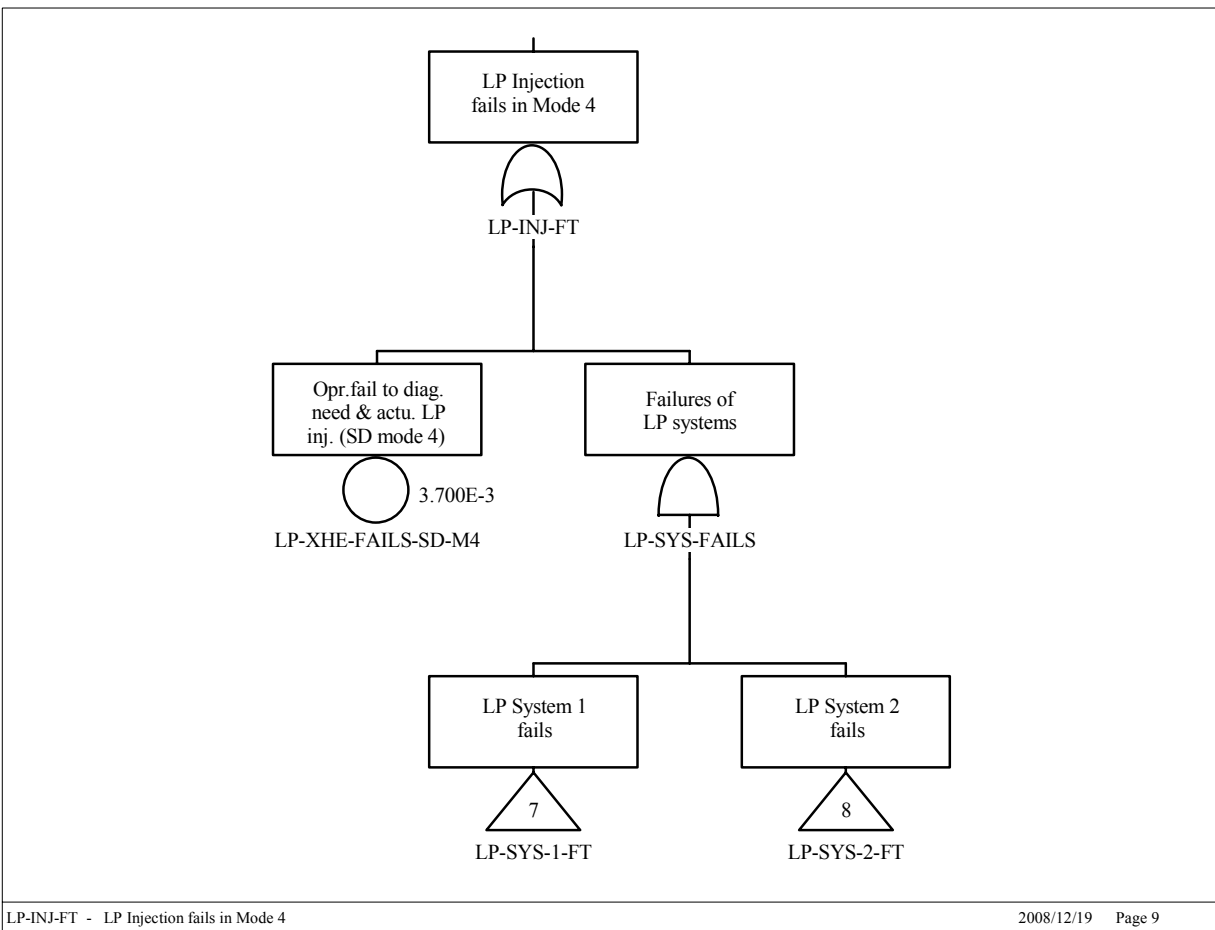 LP Injection
fails in Mode 4
LP-INJ-FT
Opr.fail to diag.
need & actu. LP
inj. (SD mode 4)
3.700E-3
LP-XHE-FAILS-SD-M4
Failures of
LP systems
LP-SYS-FAILS
LP System 1
fails
7
LP-SYS-1-FT
LP System 2
fails
8
LP-SYS-2-FT
LP-INJ-FT - LP Injection fails in Mode 4
2008/12/19 Page 9